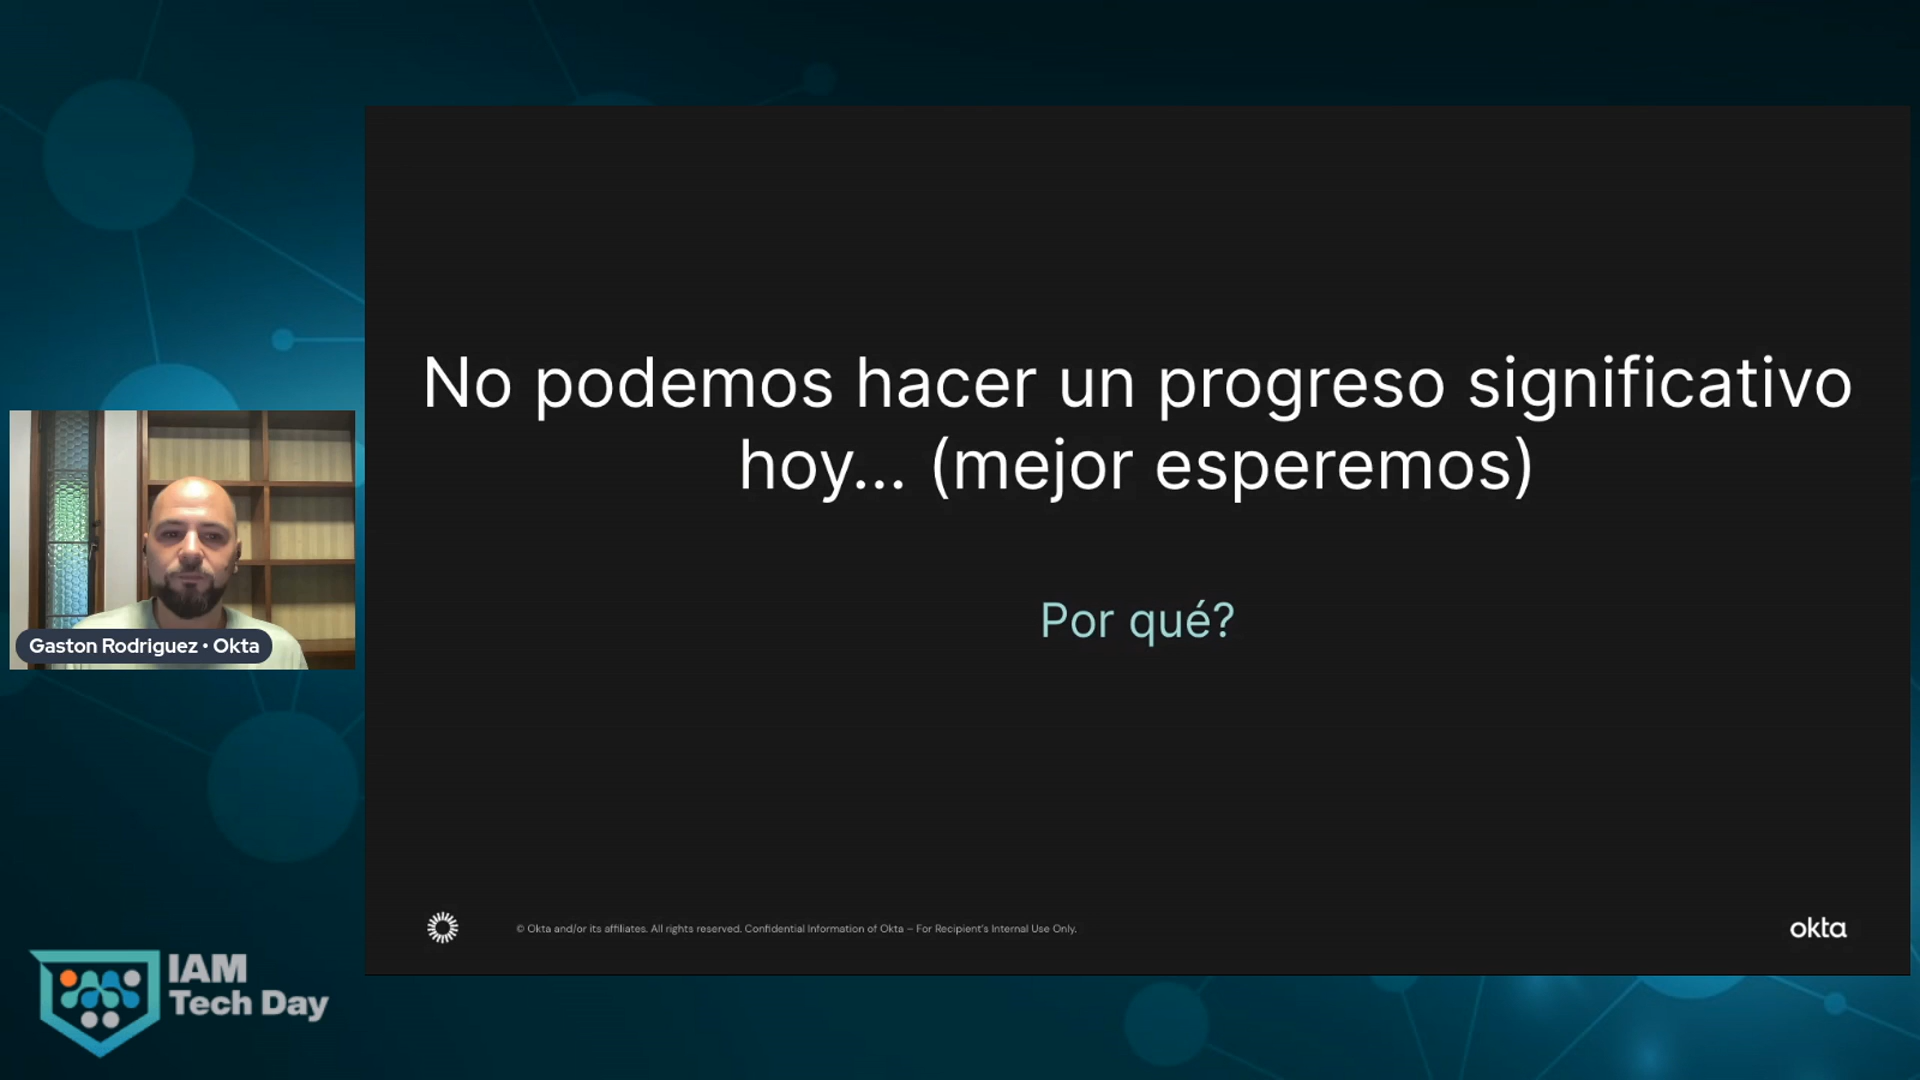 No podemos hacer un progreso significativo
hoy... (mejor esperemos)
Por qué?
Gaston Rodriguez • Okta
© Okta and/or its affiliates. All rights reserved. Confidential Information of Okta – For Recipient's Internal Use Only.
okta
IAM
Tech Day